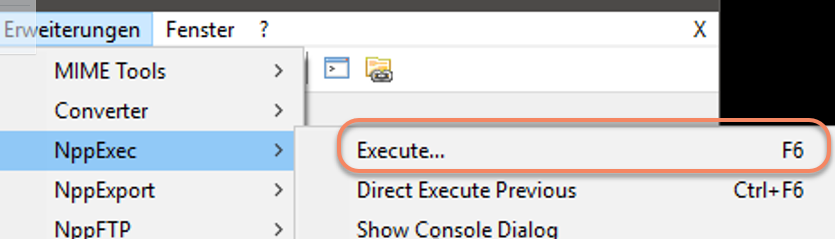 Erweiterungen Fenster ? X
MIME Tools >
Converter >
NppExec > Execute... F6
NppExport > Direct Execute Previous Ctrl+F6
NppFTP > Show Console Dialog